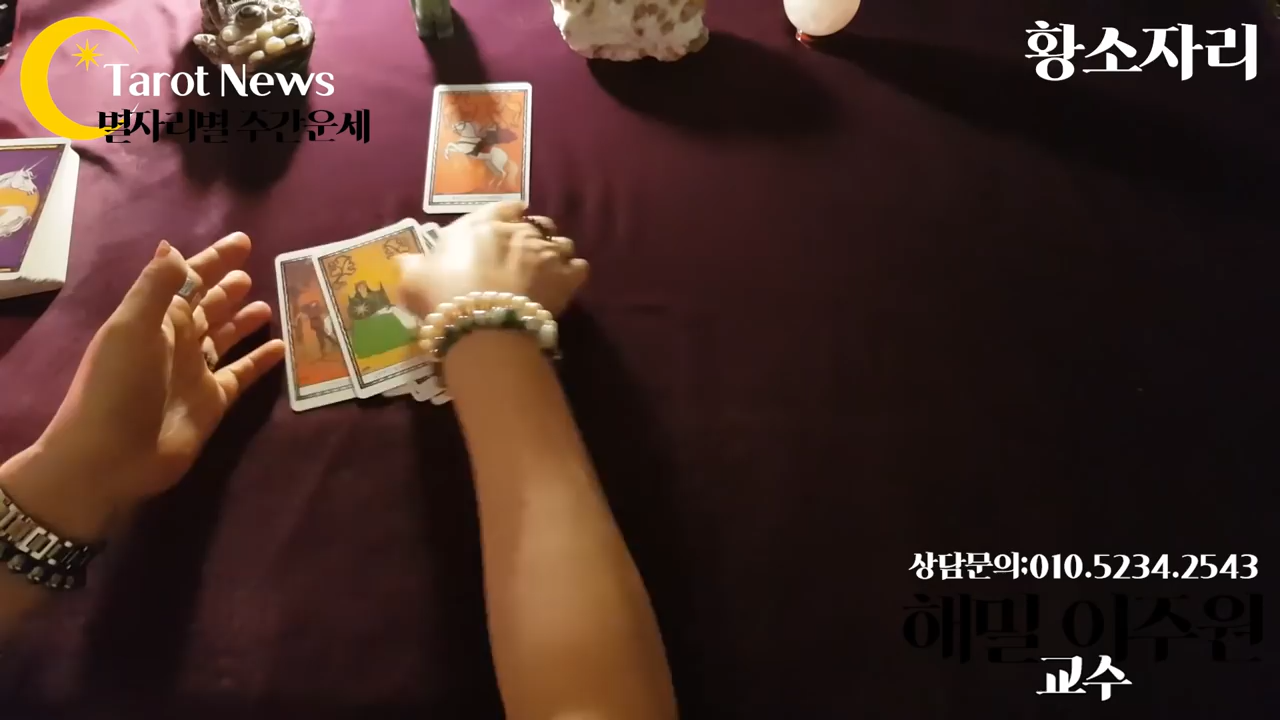 Tarot News
별자리별 주간운세
황소자리
상담문의:010.5234.2543
해밀 이주원
교수